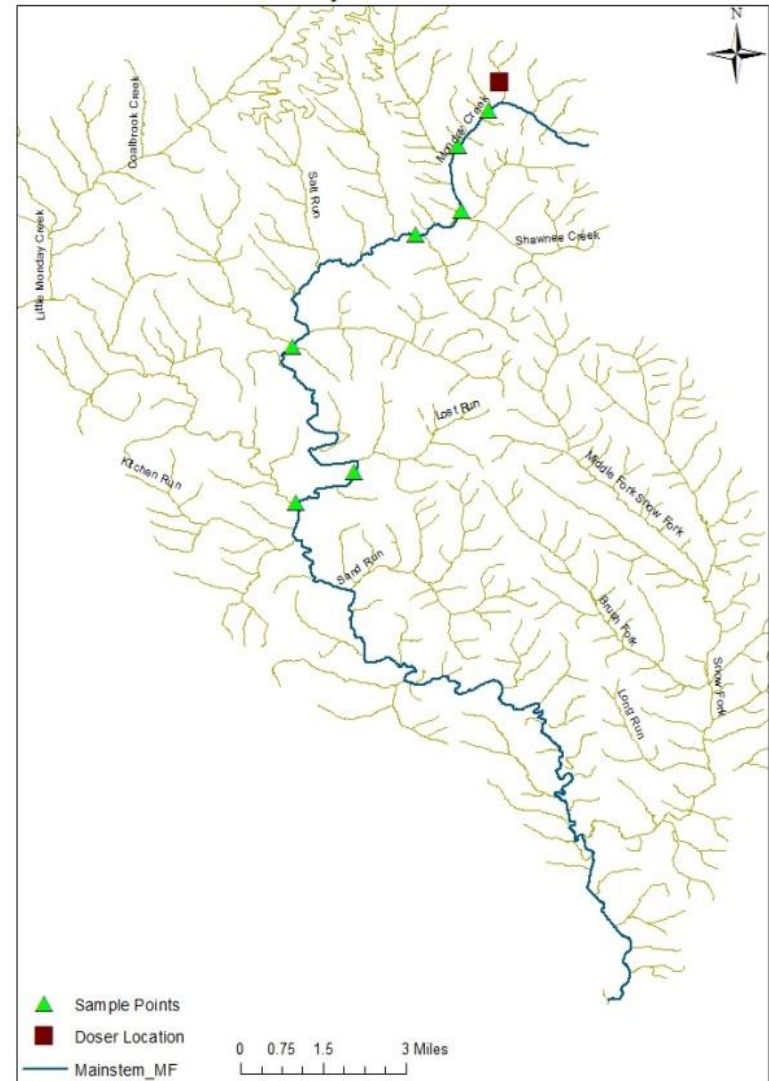 N
Monday Creek
Coalbrook Creek
Salt Run
Shawnee Creek
Little Monday Creek
Lost Run
Kitchen Run
Middle Fork Snow Fork
Sand Run
Brush Fork
Snow Fork
Long Run
Sample Points
Doser Location
0 0.75 1.5 3 Miles
Mainstem_MF